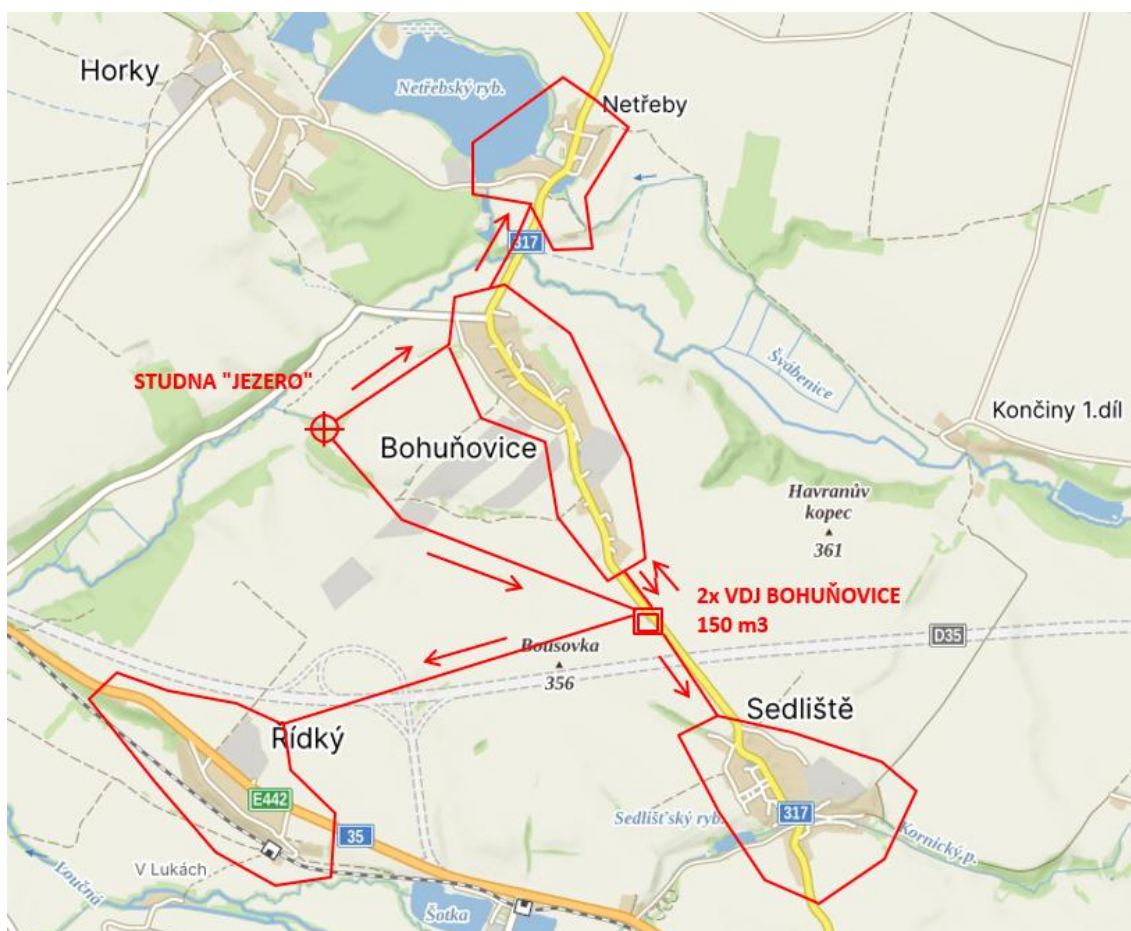 Horky
Netřebský ryb.
Netřeby
317
STUDNA "JEZERO"
Švábenice
Končiny 1.díl
Bohuňovice
Havranův
kopec
361
2x VDJ BOHUŇOVICE
150 m3
D35
Bousovka
356
Sedliště
Řídký
E442
35
Sedlišťský ryb.
317
Kornický p.
V Lukách
Loučná
Šotka